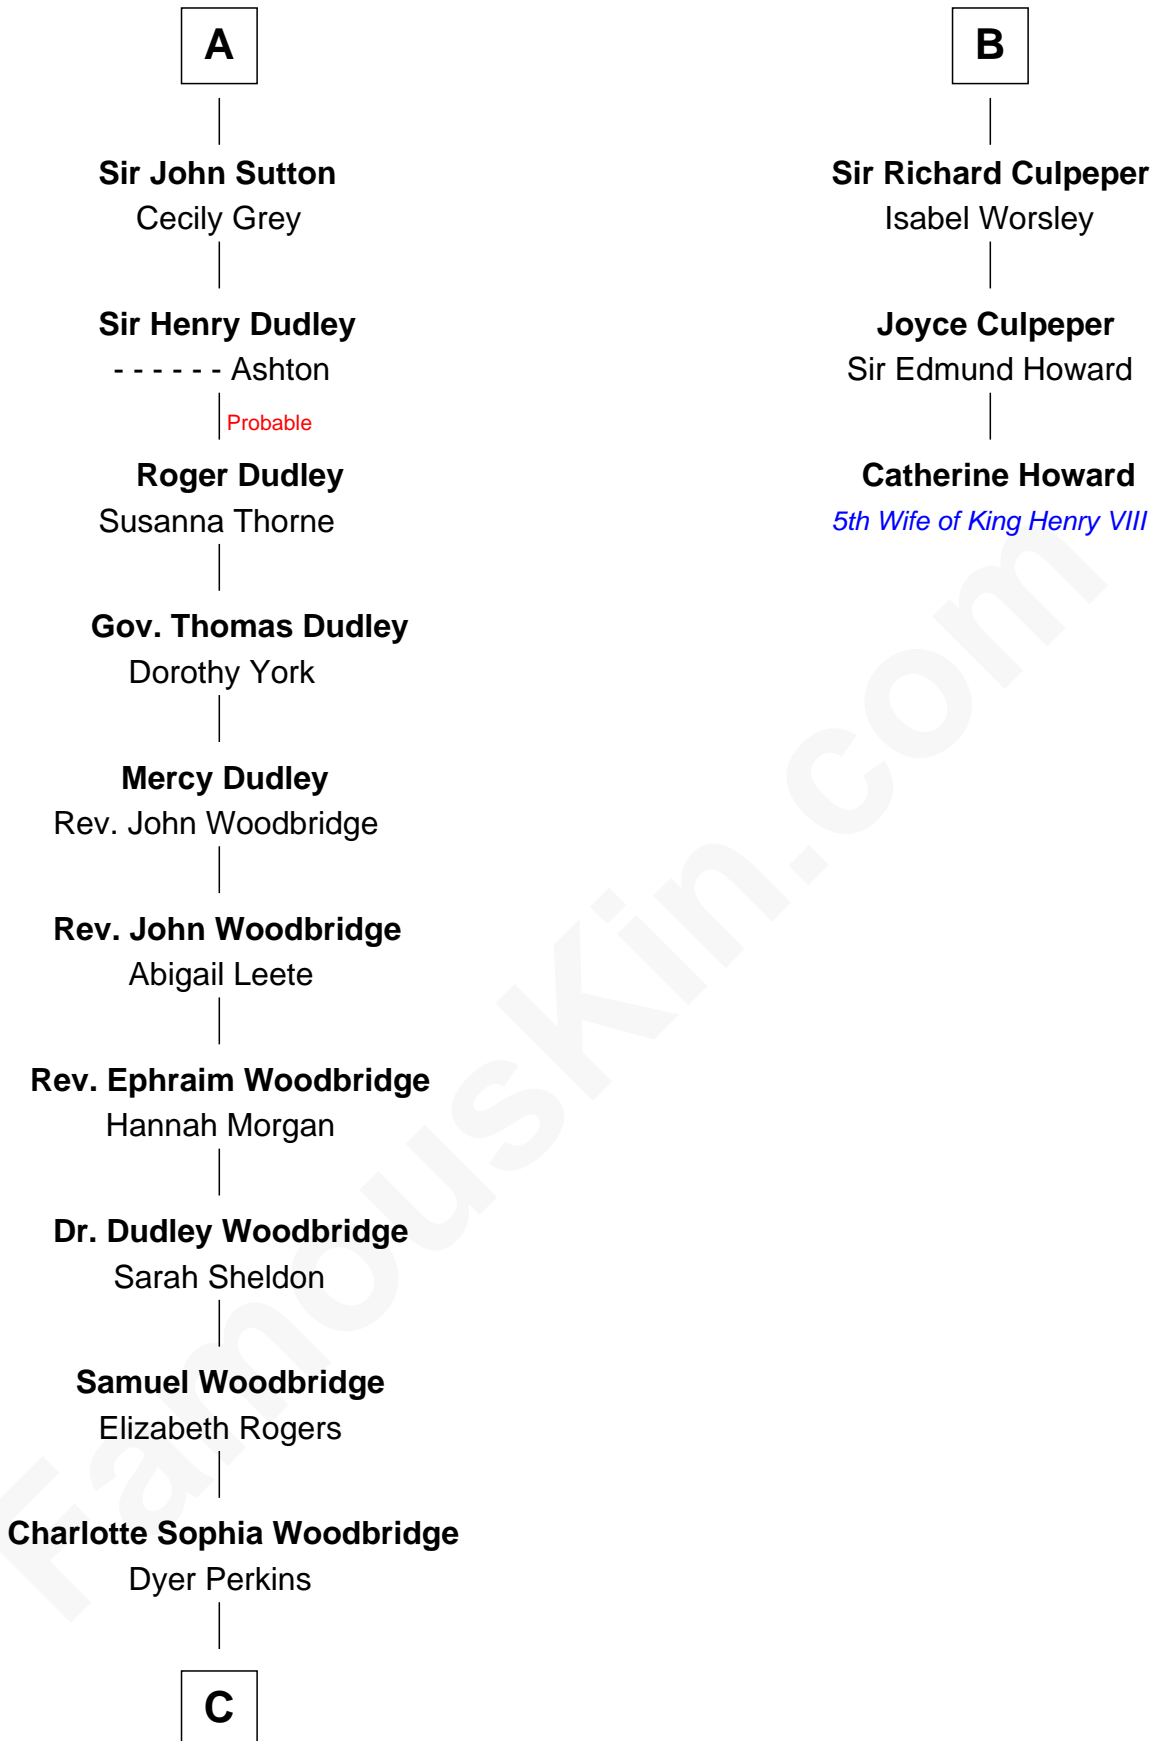 A
Sir John Sutton
Cecily Grey
Sir Henry Dudley
- - - - - - Ashton
Probable
Roger Dudley
Susanna Thorne
Gov. Thomas Dudley
Dorothy York
Mercy Dudley
Rev. John Woodbridge
Rev. John Woodbridge
Abigail Leete
Rev. Ephraim Woodbridge
Hannah Morgan
Dr. Dudley Woodbridge
Sarah Sheldon
Samuel Woodbridge
Elizabeth Rogers
Charlotte Sophia Woodbridge
Dyer Perkins
C
B
Sir Richard Culpeper
Isabel Worsley
Joyce Culpeper
Sir Edmund Howard
Catherine Howard
5th Wife of King Henry VIII
FamousKin.com